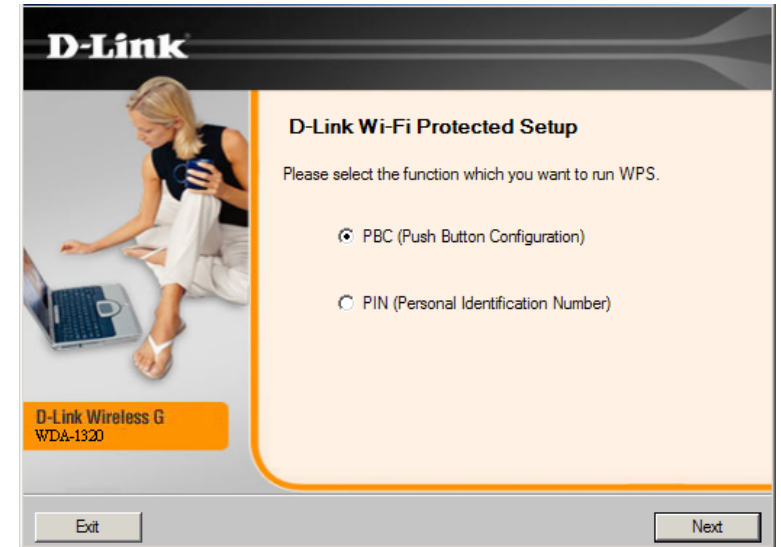 D-Link
D-Link Wi-Fi Protected Setup
Please select the function which you want to run WPS.
PBC (Push Button Configuration)
PIN (Personal Identification Number)
D-Link Wireless G
WDA-1320
Exit
Next